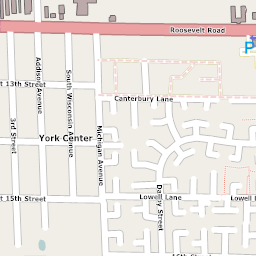 Roosevelt Road
P
t 13th Street
Canterbury Lane
Addison Avenue
South Wisconsin Avenue
3rd Street
York Center
Michigan Avenue
t 15th Street
Lowell Lane
Lowell
Dalby Street